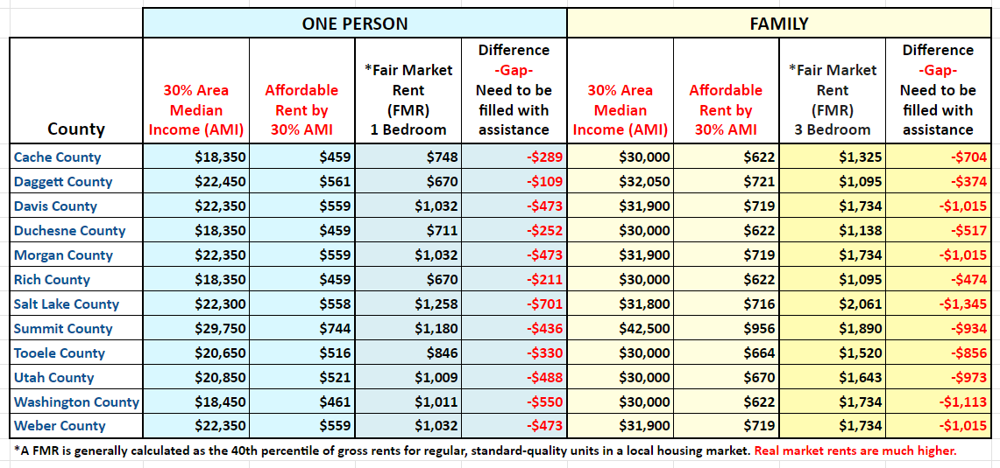 ONE PERSON FAMILY
County 30% Area Median Income (AMI) Affordable Rent by 30% AMI *Fair Market Rent (FMR) 1 Bedroom Difference -Gap- Need to be filled with assistance 30% Area Median Income (AMI) Affordable Rent by 30% AMI *Fair Market Rent (FMR) 3 Bedroom Difference -Gap- Need to be filled with assistance
Cache County $18,350 $459 $748 -$289 $30,000 $622 $1,325 -$704
Daggett County $22,450 $561 $670 -$109 $32,050 $721 $1,095 -$374
Davis County $22,350 $559 $1,032 -$473 $31,900 $719 $1,734 -$1,015
Duchesne County $18,350 $459 $711 -$252 $30,000 $622 $1,138 -$517
Morgan County $22,350 $559 $1,032 -$473 $31,900 $719 $1,734 -$1,015
Rich County $18,350 $459 $670 -$211 $30,000 $622 $1,095 -$474
Salt Lake County $22,300 $558 $1,258 -$701 $31,800 $716 $2,061 -$1,345
Summit County $29,750 $744 $1,180 -$436 $42,500 $956 $1,890 -$934
Tooele County $20,650 $516 $846 -$330 $30,000 $664 $1,520 -$856
Utah County $20,850 $521 $1,009 -$488 $30,000 $670 $1,643 -$973
Washington County $18,450 $461 $1,011 -$550 $30,000 $622 $1,734 -$1,113
Weber County $22,350 $559 $1,032 -$473 $31,900 $719 $1,734 -$1,015
*A FMR is generally calculated as the 40th percentile of gross rents for regular, standard-quality units in a local housing market. Real market rents are much higher.